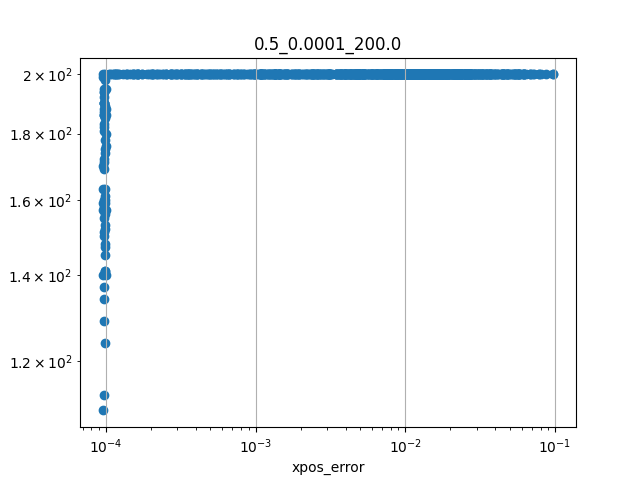 0.5_0.0001_200.0
2 × 10²
1.8 × 10²
1.6 × 10²
1.4 × 10²
1.2 × 10²
10⁻⁴ 10⁻³ 10⁻² 10⁻¹
xpos_error